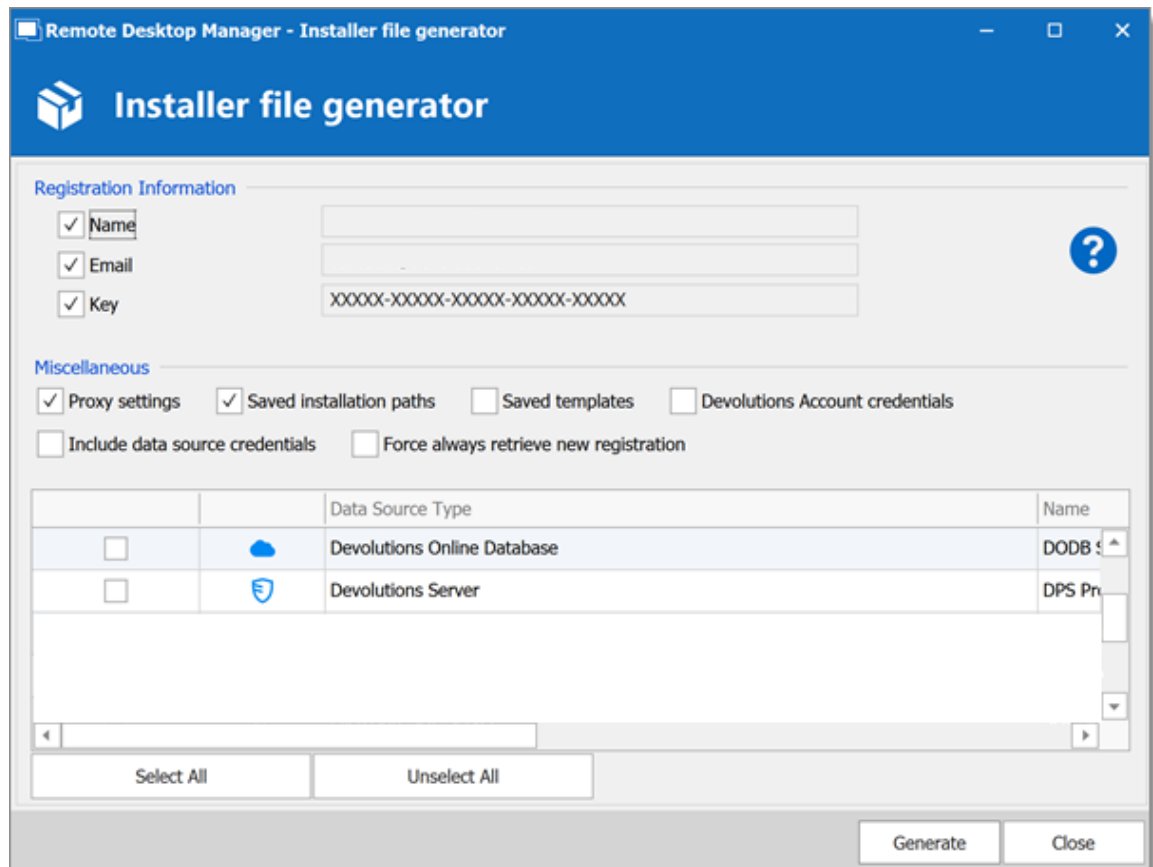 Remote Desktop Manager - Installer file generator
Installer file generator
Registration Information
Name
Email
Key XXXXX-XXXXX-XXXXX-XXXXX-XXXXX
Miscellaneous
Proxy settings Saved installation paths Saved templates Devolutions Account credentials
Include data source credentials Force always retrieve new registration
Data Source Type Name
Devolutions Online Database DODB
Devolutions Server DPS
Select All Unselect All
Generate Close